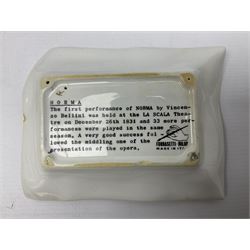 NORMA
The first performance of NORMA by Vincen-
zo Bellini was held at the LA SCALA Thea-
tre on December 26th 1831 and 33 more per-
formances were played in the same
season, A very good success fol -
lowed the middling one of the
presentation of the opera.
FORNASETTI-MILANO
MADE IN ITALY